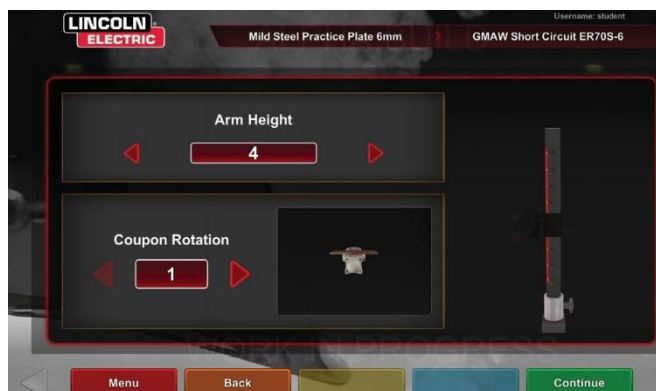 LINCOLN
ELECTRIC
Username: student
Mild Steel Practice Plate 6mm
GMAW Short Circuit ER70S-6
Arm Height
4
Coupon Rotation
1
WORK IN PROGRESS
Menu
Back
Continue